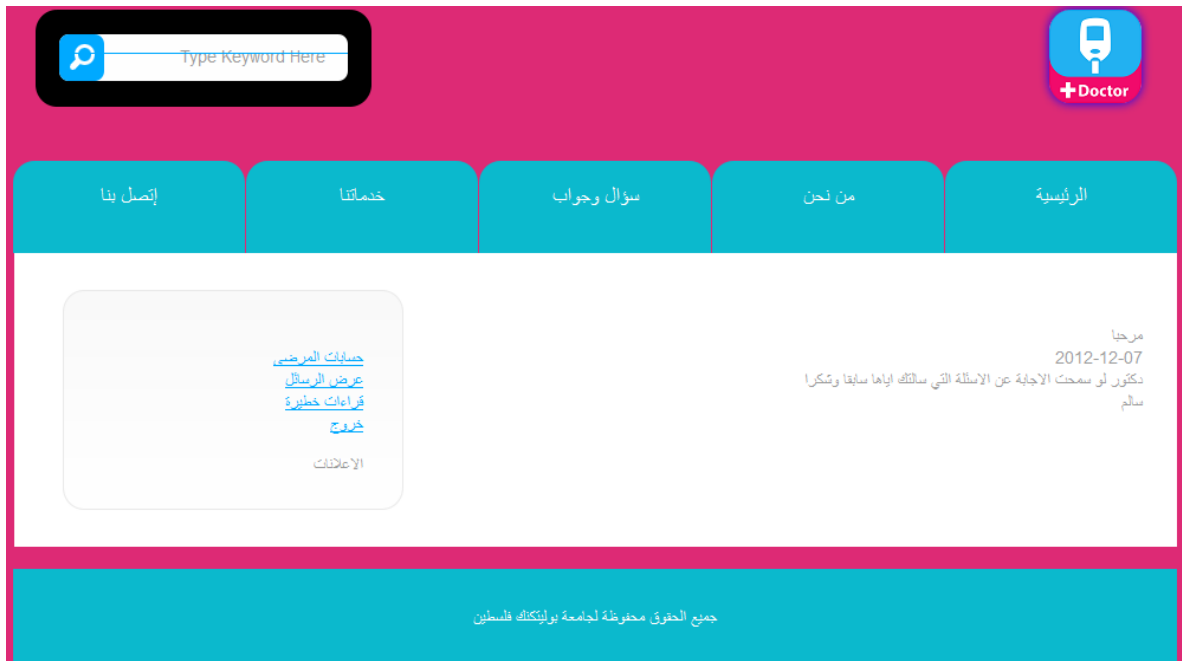 Type Keyword Here
+Doctor
الرئيسية
من نحن
سؤال وجواب
خدماتنا
إتصل بنا
مرحبا
2012-12-07
دكتور لو سمحت الاجابة عن الاسئلة التي سالتك اياها سابقا وشكرا
سالم
حسابات المرضى
عرض الرسائل
قراءات خطيرة
خروج
الاعلانات
جميع الحقوق محفوظة لجامعة بوليتكنك فلسطين